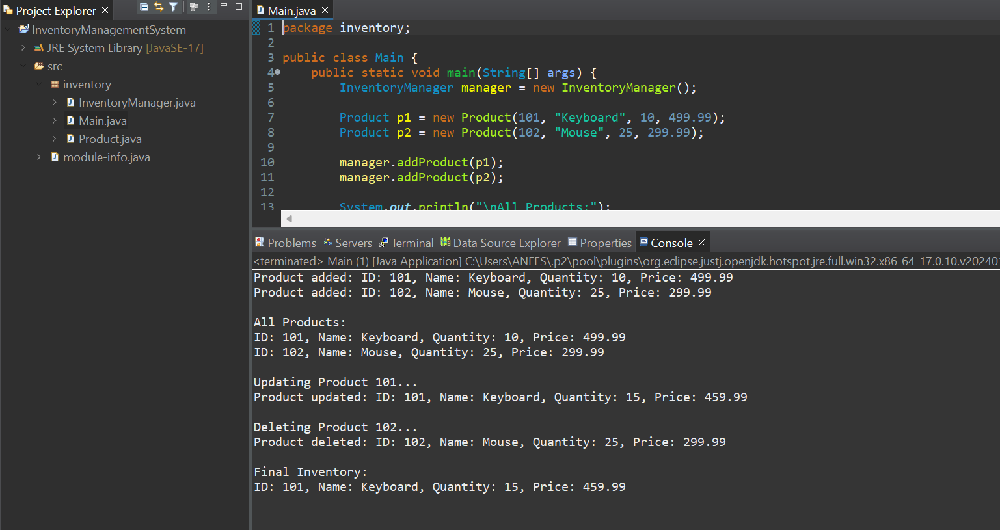 Project Explorer
InventoryManagementSystem
JRE System Library [JavaSE-17]
src
inventory
InventoryManager.java
Main.java
Product.java
module-info.java
Main.java
1 package inventory;
2
3 public class Main {
4 public static void main(String[] args) {
5 InventoryManager manager = new InventoryManager();
6
7 Product p1 = new Product(101, "Keyboard", 10, 499.99);
8 Product p2 = new Product(102, "Mouse", 25, 299.99);
9
10 manager.addProduct(p1);
11 manager.addProduct(p2);
12
13 System.out.println("\nAll Products:");
Problems Servers Terminal Data Source Explorer Properties Console
<terminated> Main (1) [Java Application] C:\Users\ANEES\.p2\pool\plugins\org.eclipse.justj.openjdk.hotspot.jre.full.win32.x86_64_17.0.10.v20240
Product added: ID: 101, Name: Keyboard, Quantity: 10, Price: 499.99
Product added: ID: 102, Name: Mouse, Quantity: 25, Price: 299.99
All Products:
ID: 101, Name: Keyboard, Quantity: 10, Price: 499.99
ID: 102, Name: Mouse, Quantity: 25, Price: 299.99
Updating Product 101...
Product updated: ID: 101, Name: Keyboard, Quantity: 15, Price: 459.99
Deleting Product 102...
Product deleted: ID: 102, Name: Mouse, Quantity: 25, Price: 299.99
Final Inventory:
ID: 101, Name: Keyboard, Quantity: 15, Price: 459.99